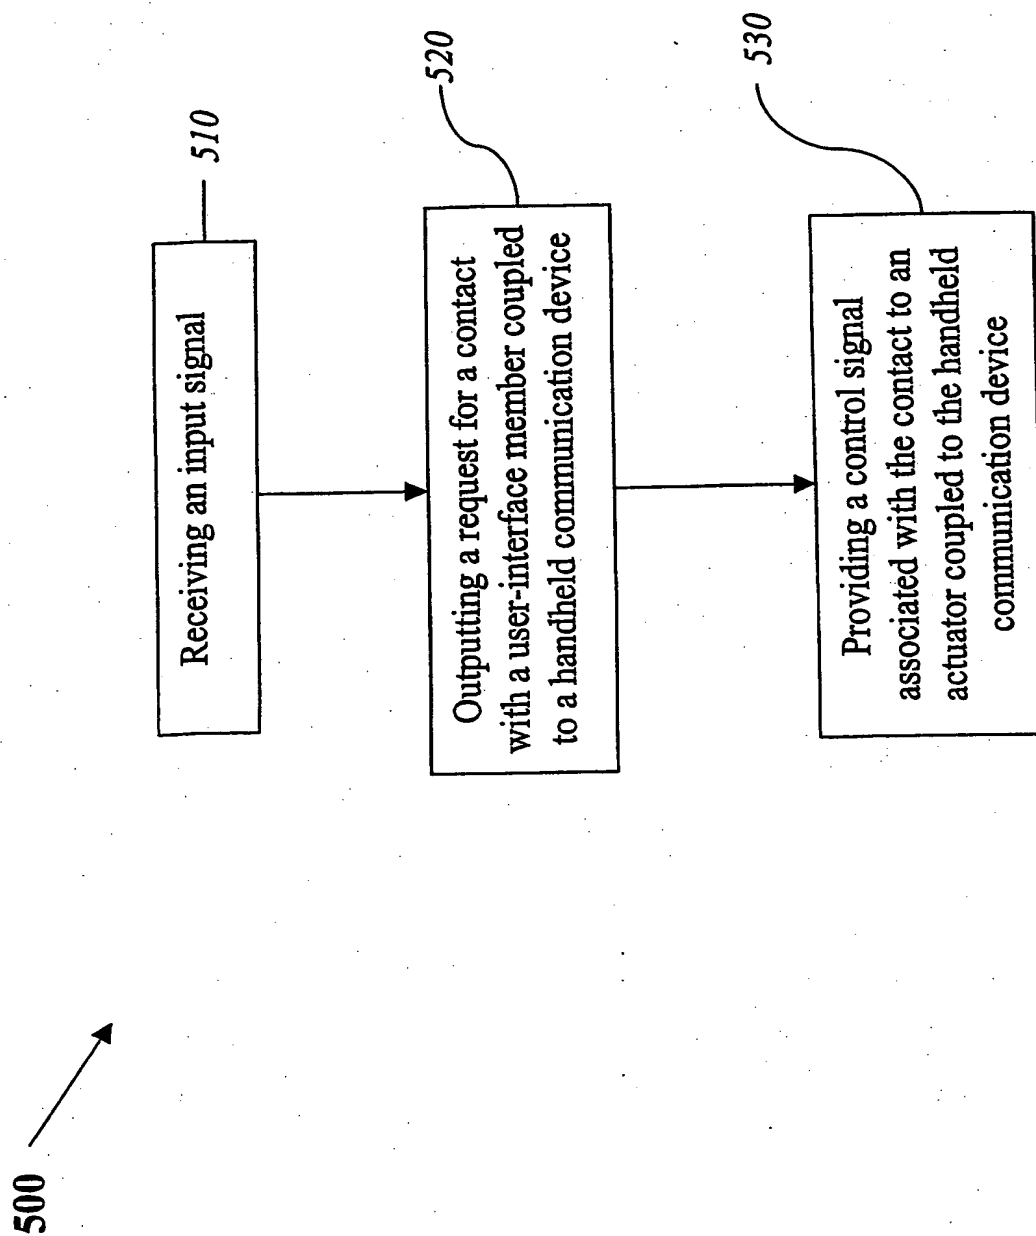 500
510
Receiving an input signal
520
Outputting a request for a contact
with a user-interface member coupled
to a handheld communication device
530
Providing a control signal
associated with the contact to an
actuator coupled to the handheld
communication device